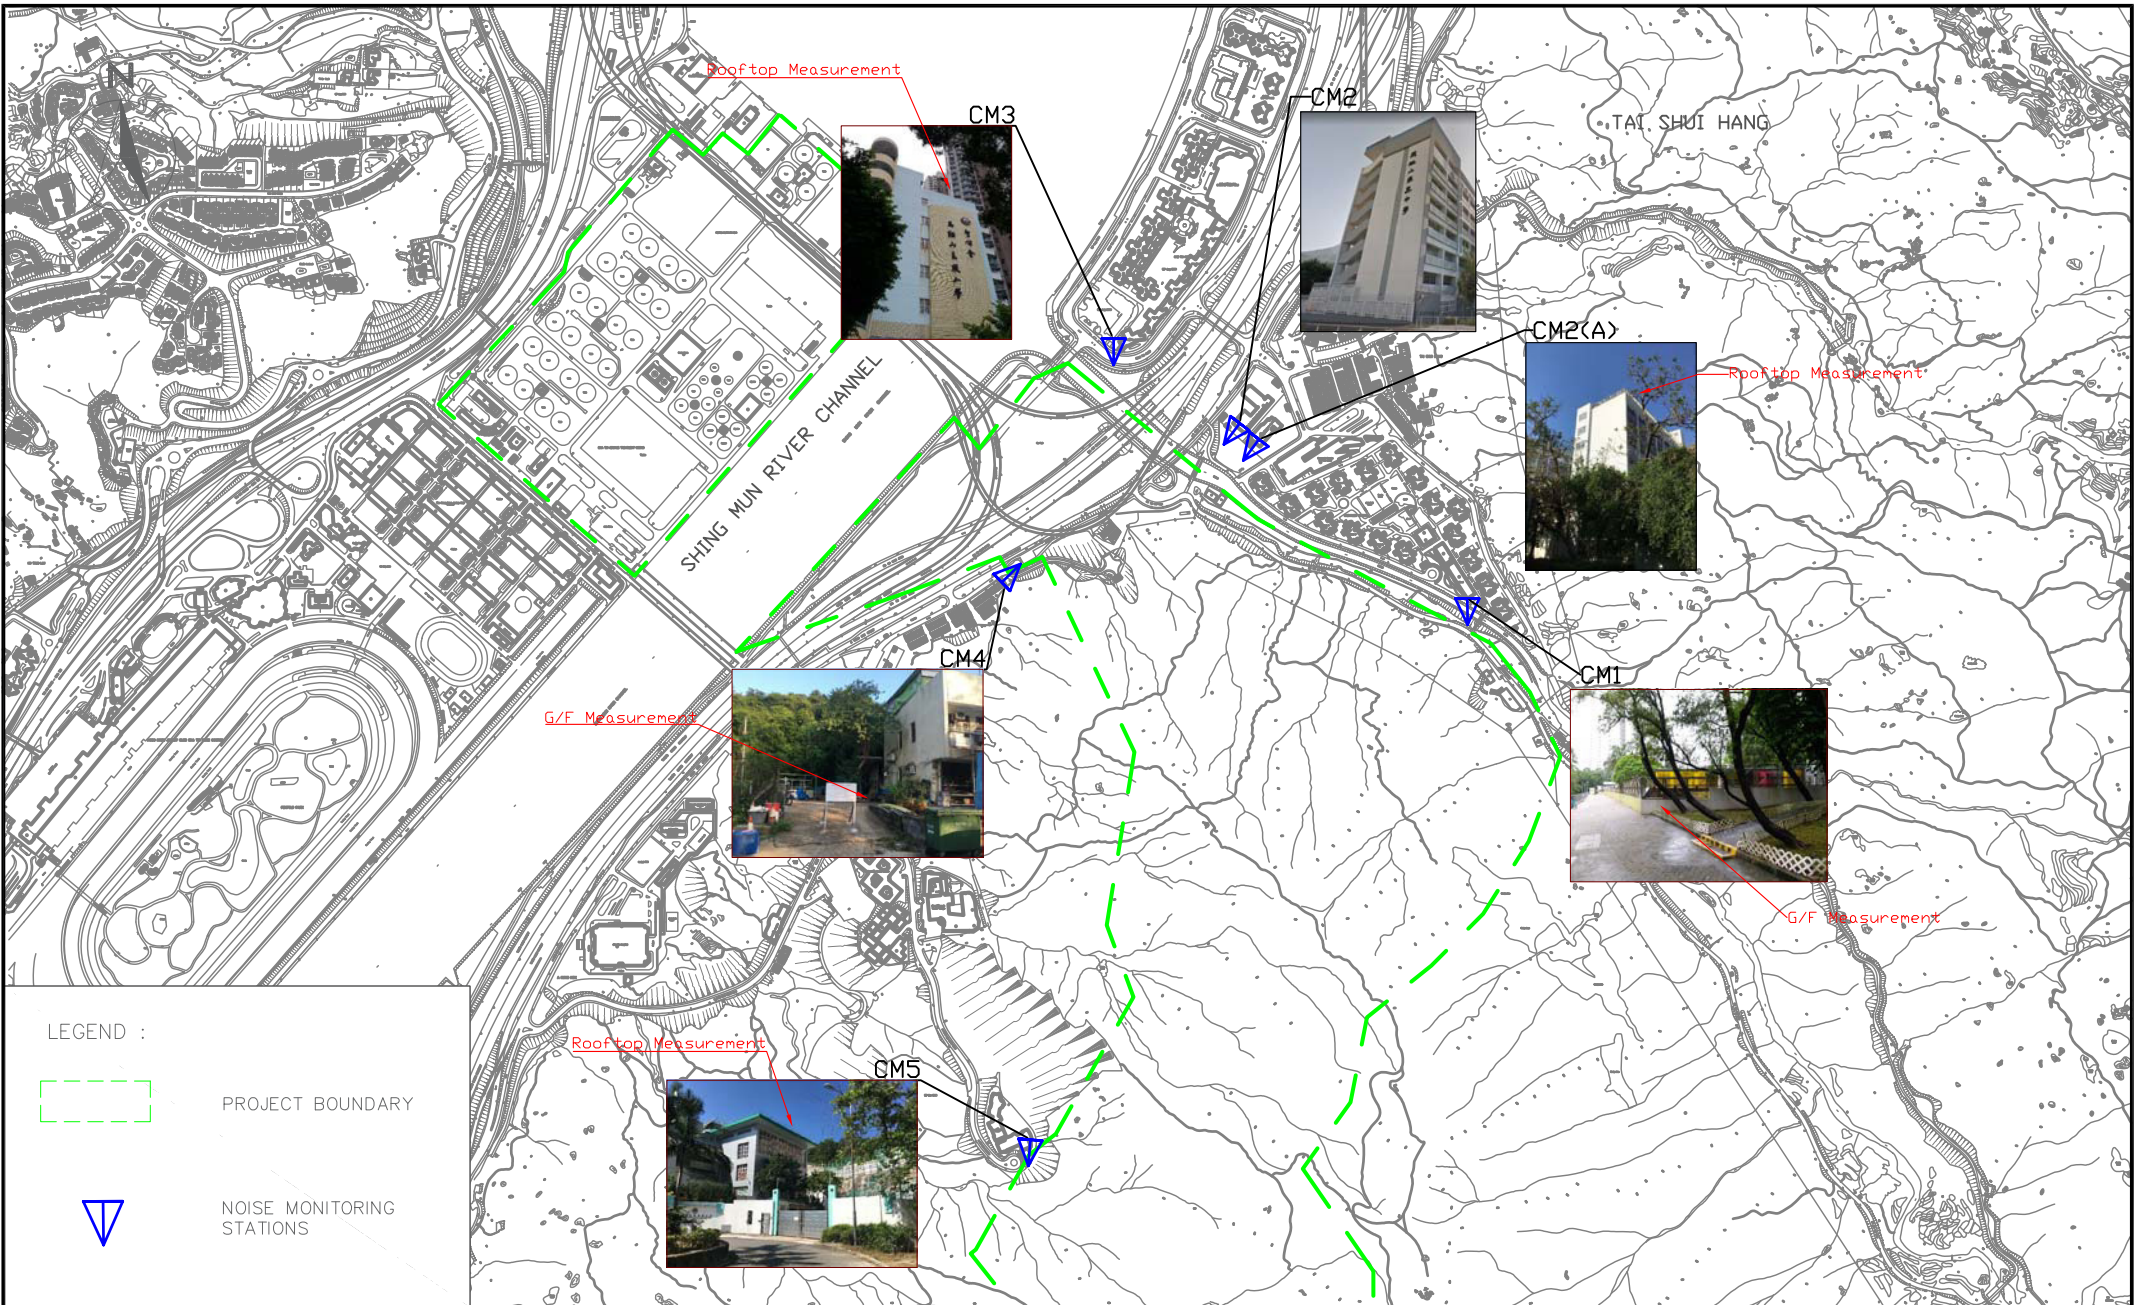 N
Rooftop Measurement
CM3
CM2
TAI SHUI HANG
CM2(A)
Rooftop Measurement
SHING MUN RIVER CHANNEL
CM4
G/F Measurement
CM1
G/F Measurement
Rooftop Measurement
CM5
LEGEND :
PROJECT BOUNDARY
NOISE MONITORING
STATIONS